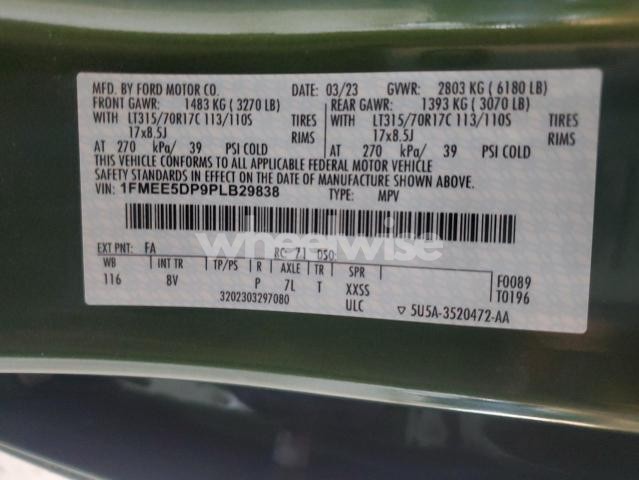 MFD. BY FORD MOTOR CO. DATE: 03/23 GVWR: 2803 KG ( 6180 LB)
FRONT GAWR: 1483 KG ( 3270 LB) REAR GAWR: 1393 KG ( 3070 LB)
WITH LT315/70R17C 113/110S TIRES WITH LT315/70R17C 113/110S TIRES
17x8.5J RIMS 17x8.5J RIMS
AT 270 kPa/ 39 PSI COLD AT 270 kPa/ 39 PSI COLD
THIS VEHICLE CONFORMS TO ALL APPLICABLE FEDERAL MOTOR VEHICLE
SAFETY STANDARDS IN EFFECT ON THE DATE OF MANUFACTURE SHOWN ABOVE.
VIN: 1FMEE5DP9PLB29838 TYPE: MPV
wheelwise
EXT PNT: FA RC: 71 DSO:
WB INT TR TP/PS R AXLE TR SPR F0089
116 8V P 7L T XXSS T0196
3202303297080 ULC ▽ 5U5A-3520472-AA